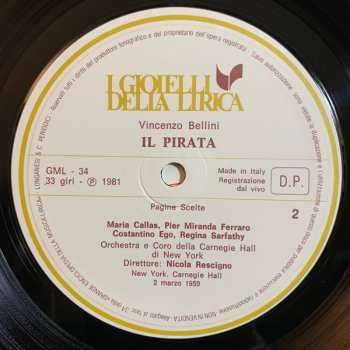 I GIOIELLI
DELLA LIRICA
Vincenzo Bellini
IL PIRATA
GML - 34
33 giri - Ⓟ 1981
Made in Italy
Registrazione
dal vivo
D.P.
Pagine Scelte
2
Maria Callas, Pier Miranda Ferraro
Costantino Ego, Regina Sarfathy
Orchestra e Coro della Carnegie Hall
di New York
Direttore: Nicola Rescigno
New York. Carnegie Hall
2 marzo 1959